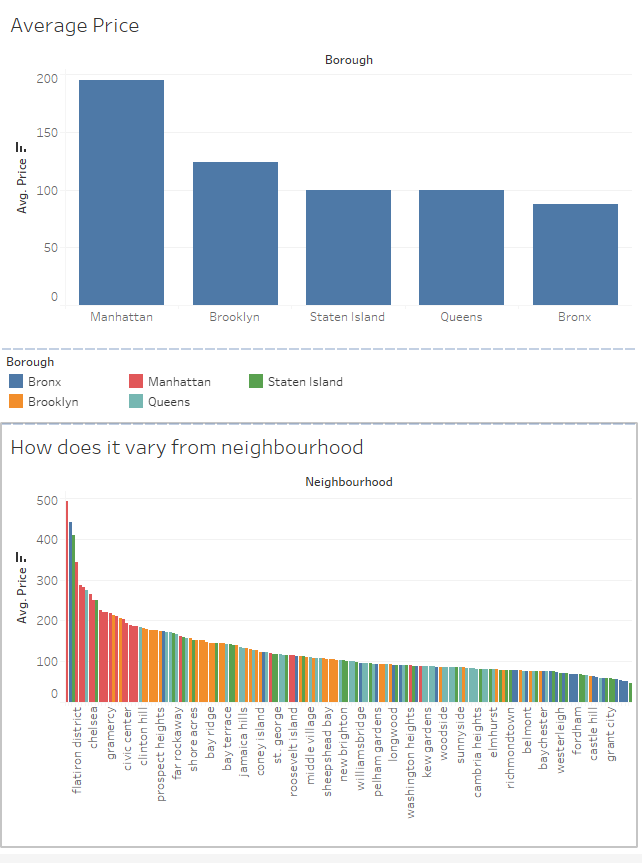 Average Price
Borough
Avg. Price
200
150
100
50
0
Manhattan Brooklyn Staten Island Queens Bronx
Borough
Bronx Manhattan Staten Island
Brooklyn Queens
How does it vary from neighbourhood
Neighbourhood
Avg. Price
500
400
300
200
100
0
flatiron district
chelsea
gramercy
civic center
clinton hill
prospect heights
far rockaway
shore acres
bay ridge
bay terrace
jamaica hills
coney island
st. george
roosevelt island
middle village
sheepshead bay
new brighton
williamsbridge
pelham gardens
longwood
washington heights
kew gardens
woodside
sunnyside
cambria heights
elmhurst
richmondtown
belmont
baychester
westerleigh
fordham
castle hill
grant city